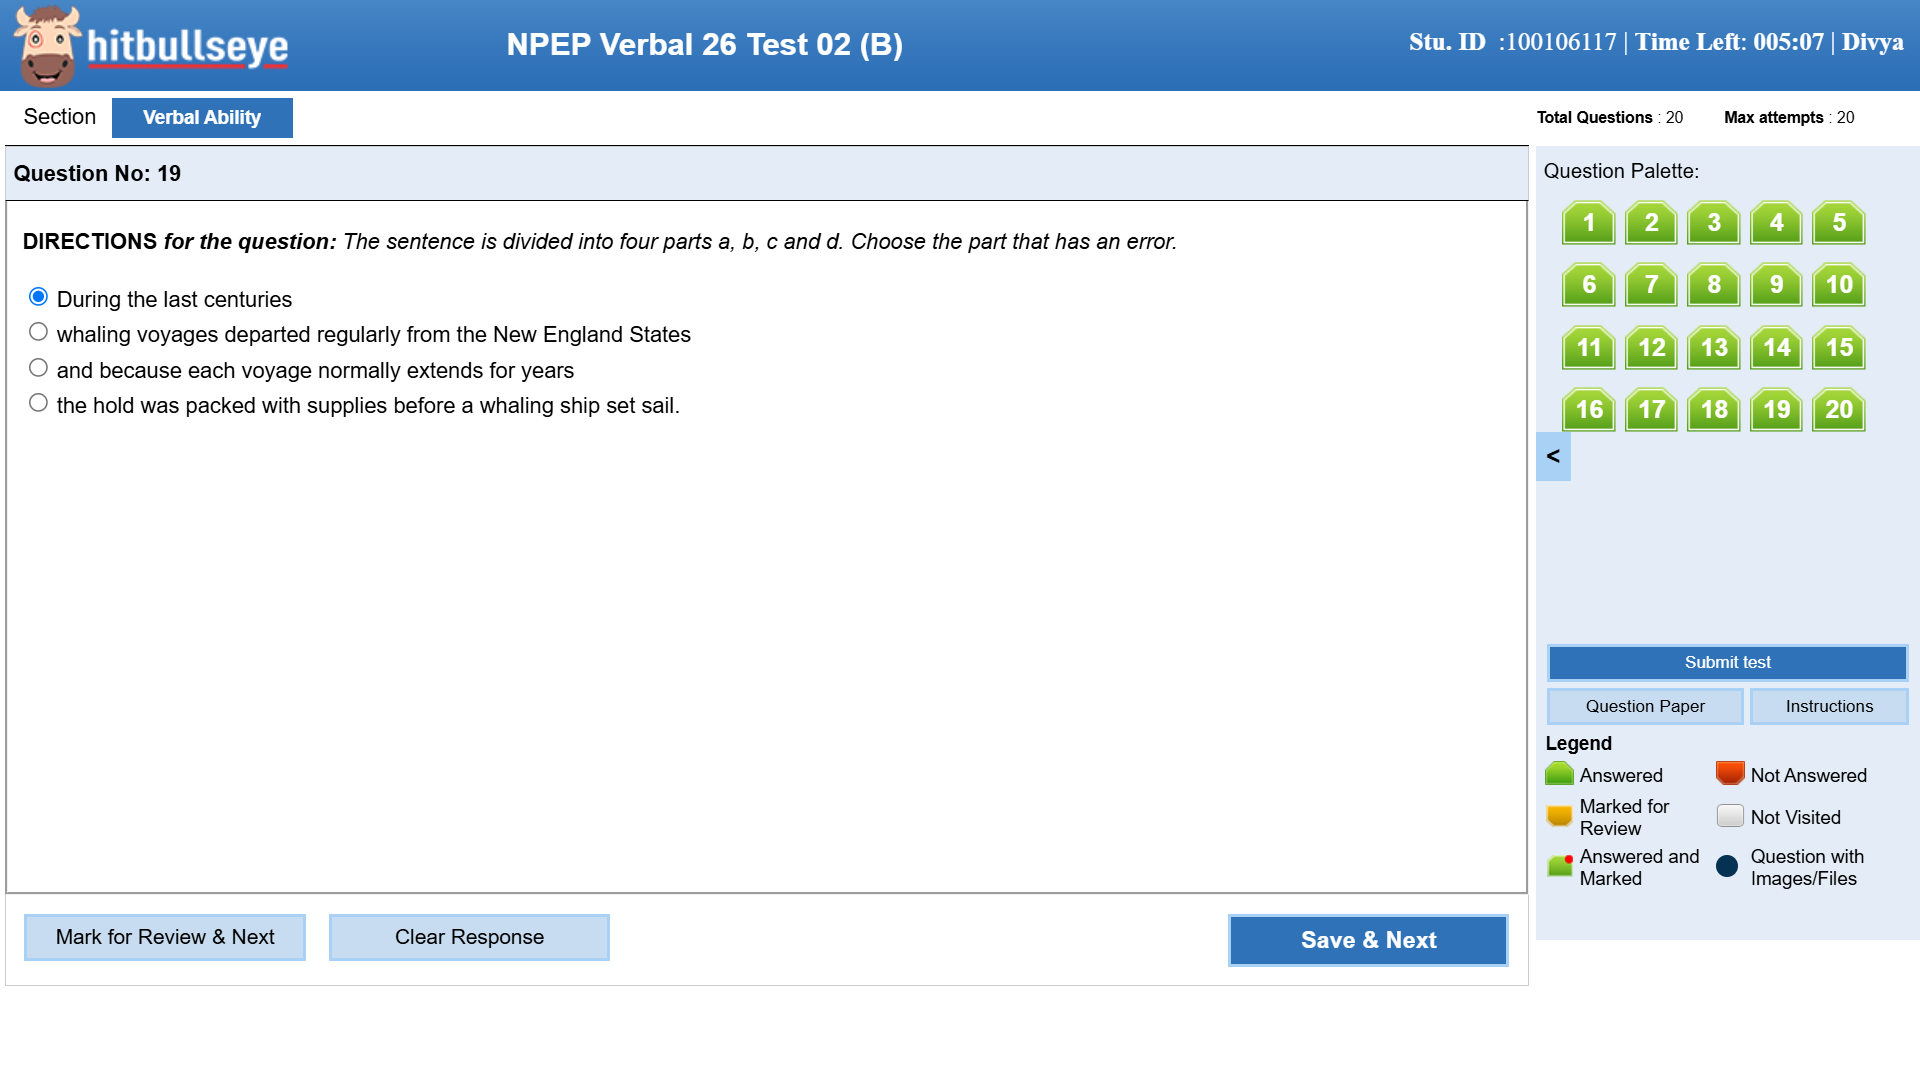 hitbullseye
NPEP Verbal 26 Test 02 (B)
Stu. ID :100106117 | Time Left: 005:07 | Divya
Section
Verbal Ability
Total Questions : 20
Max attempts : 20
Question No: 19
DIRECTIONS for the question: The sentence is divided into four parts a, b, c and d. Choose the part that has an error.
During the last centuries
whaling voyages departed regularly from the New England States
and because each voyage normally extends for years
the hold was packed with supplies before a whaling ship set sail.
Mark for Review & Next
Clear Response
Save & Next
Question Palette:
1 2 3 4 5
6 7 8 9 10
11 12 13 14 15
16 17 18 19 20
<
Submit test
Question Paper
Instructions
Legend
Answered
Not Answered
Marked for
Review
Not Visited
Answered and
Marked
Question with
Images/Files